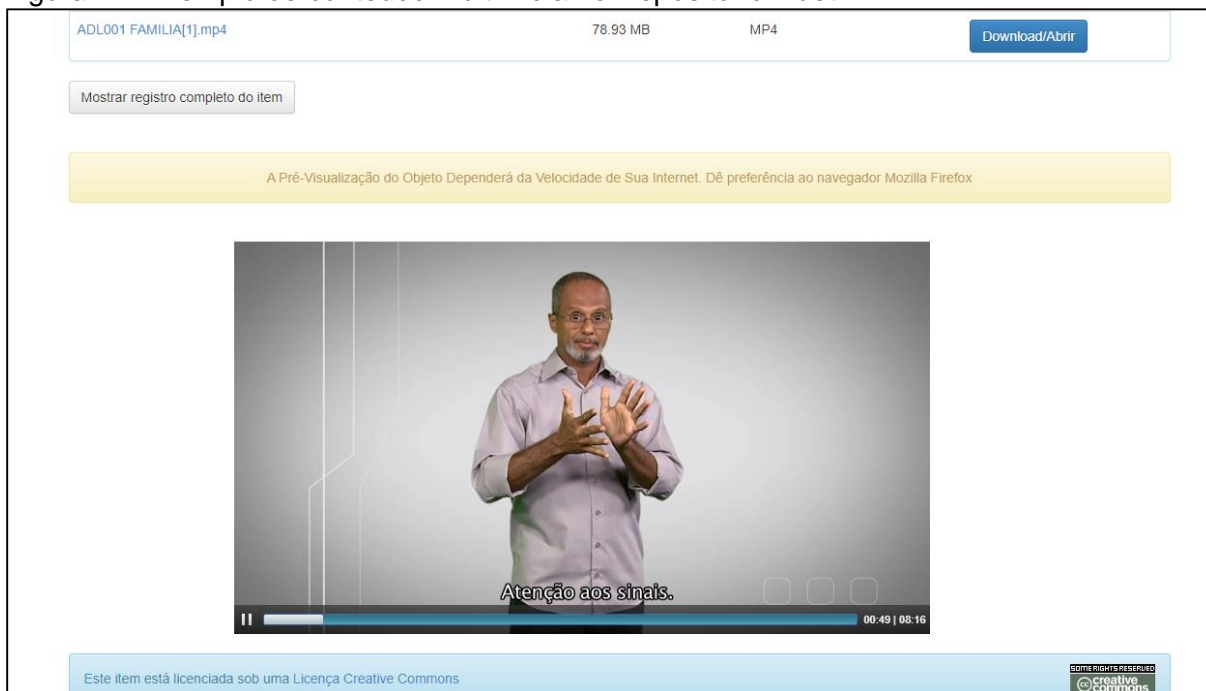 ADL001 FAMILIA[1].mp4 78.93 MB MP4 Download/Abrir
Mostrar registro completo do item
A Pré-Visualização do Objeto Dependerá da Velocidade de Sua Internet. Dê preferência ao navegador Mozilla Firefox
Atenção aos sinais.
00:49 | 08:16
Este item está licenciada sob uma Licença Creative Commons
SOME RIGHTS RESERVED
cc creative commons